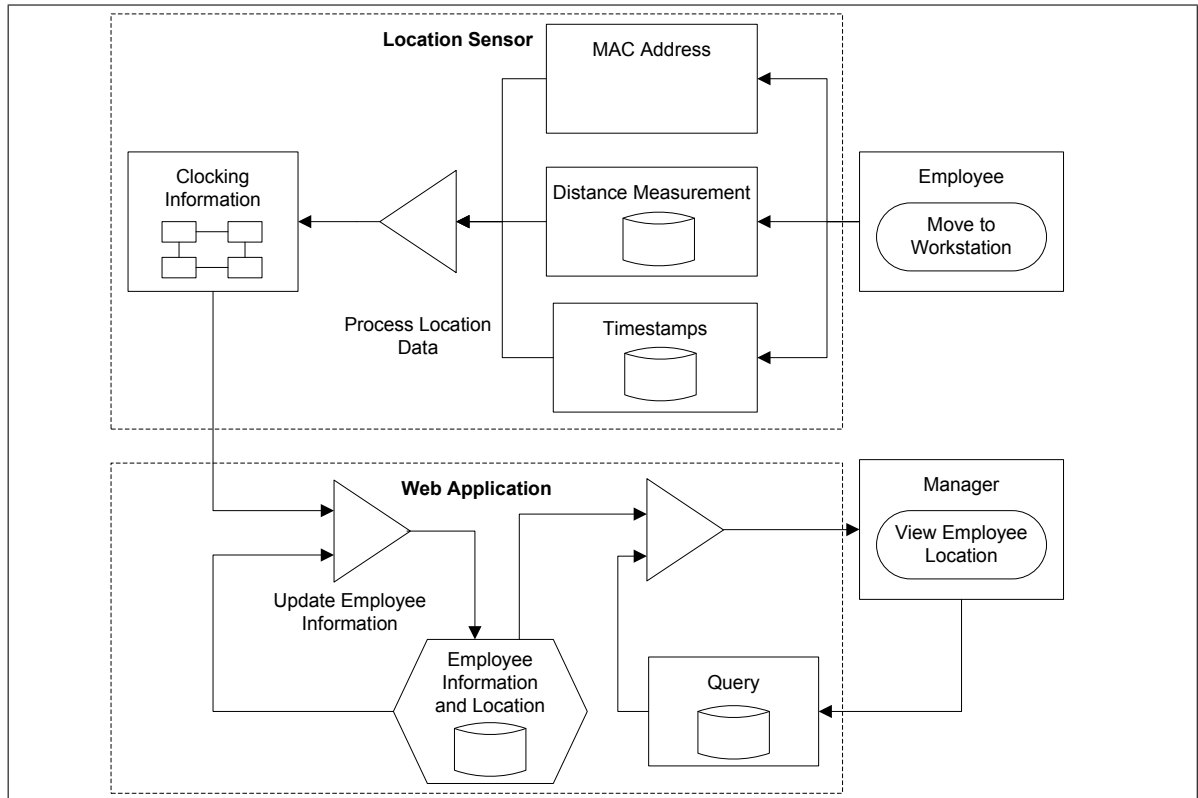 Location Sensor
MAC Address
Clocking
Information
Distance Measurement
Employee
Move to
Workstation
Process Location
Data
Timestamps
Web Application
Manager
View Employee
Location
Update Employee
Information
Employee
Information
and Location
Query